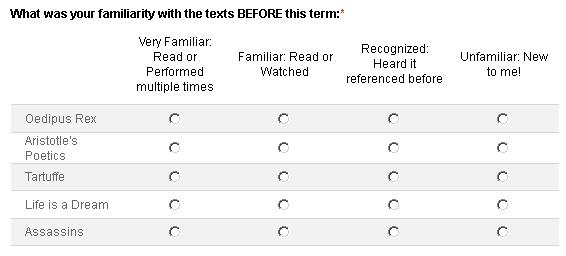 What was your familiarity with the texts BEFORE this term:*
Very Familiar:
Read or
Performed
multiple times
Familiar: Read or
Watched
Recognized:
Heard it
referenced before
Unfamiliar: New
to me!
Oedipus Rex
Aristotle's
Poetics
Tartuffe
Life is a Dream
Assassins